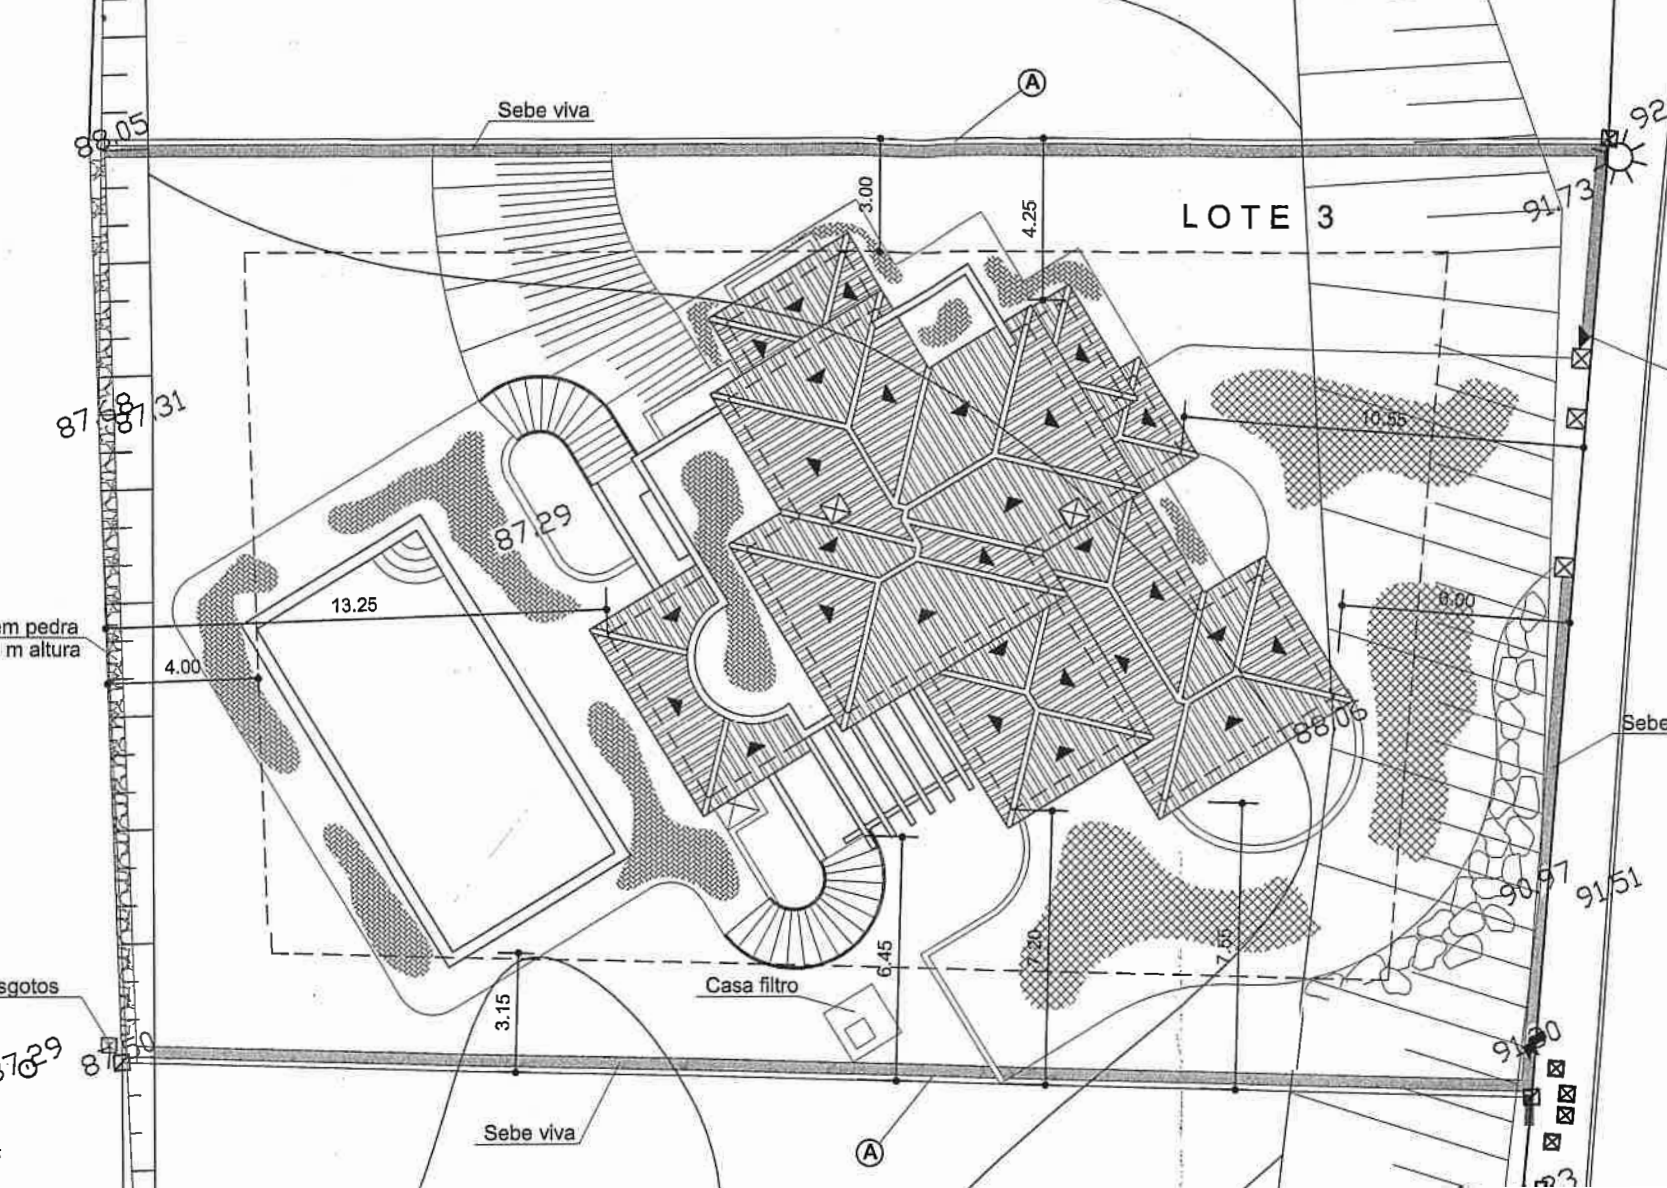 Sebe viva
A
88.05
92
3.00
4.25
LOTE 3
91.73
87.31
10.55
87.29
13.25
em pedra
m altura
4.00
88.06
Sebe
90.97
91.51
6.45
7.20
7.55
Casa filtro
sgotos
3.15
Sebe viva
A